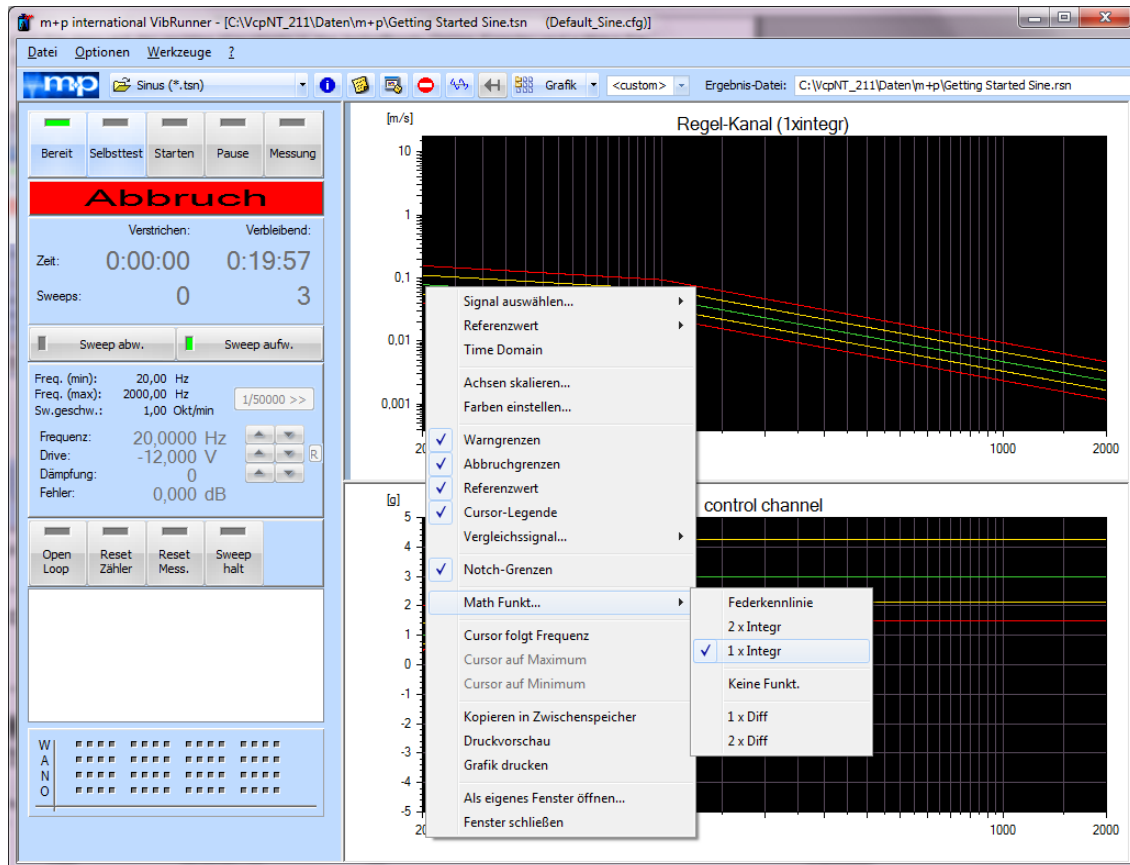 m+p international VibRunner - [C:\VcpNT_211\Daten\m+p\Getting Started Sine.tsn (Default_Sine.cfg)]
Datei Optionen Werkzeuge ?
m+p Sinus (*.tsn) Grafik <custom> Ergebnis-Datei: C:\VcpNT_211\Daten\m+p\Getting Started Sine.rsn
Bereit Selbsttest Starten Pause Messung
Abbruch
Verstrichen: Verbleibend:
Zeit: 0:00:00 0:19:57
Sweeps: 0 3
Sweep abw. Sweep aufw.
Freq. (min): 20,00 Hz
Freq. (max): 2000,00 Hz
Sw.geschw.: 1,00 Okt/min
1/50000 >>
Frequenz: 20,0000 Hz
Drive: -12,000 V
R
Dämpfung: 0
Fehler: 0,000 dB
Open Loop
Reset Zähler
Reset Mess.
Sweep halt
W
A
N
O
[m/s]
Regel-Kanal (1xintegr)
10
1
0,1
0,01
0,001
20
1000
2000
[g]
control channel
5
4
3
2
1
0
-1
-2
-3
-4
-5
20
1000
2000
Signal auswählen...
Referenzwert
Time Domain
Achsen skalieren...
Farben einstellen...
Warngrenzen
Abbruchgrenzen
Referenzwert
Cursor-Legende
Vergleichssignal...
Notch-Grenzen
Math Funkt...
Cursor folgt Frequenz
Cursor auf Maximum
Cursor auf Minimum
Kopieren in Zwischenspeicher
Druckvorschau
Grafik drucken
Als eigenes Fenster öffnen...
Fenster schließen
Federkennlinie
2 x Integr
1 x Integr
Keine Funkt.
1 x Diff
2 x Diff